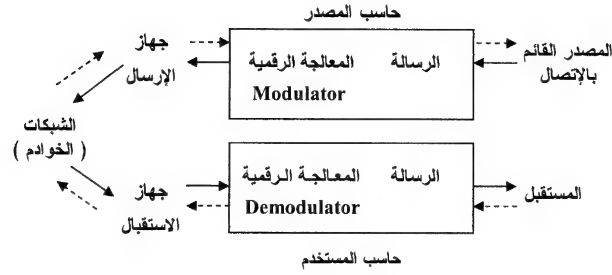 حاسب المصدر
المصدر القائم بالإتصال
الرسالة المعالجة الرقمية
Modulator
جهاز الإرسال
الشبكات
( الخوادم )
جهاز الاستقبال
الرسالة المعالجة الرقمية
Demodulator
المستقبل
حاسب المستخدم